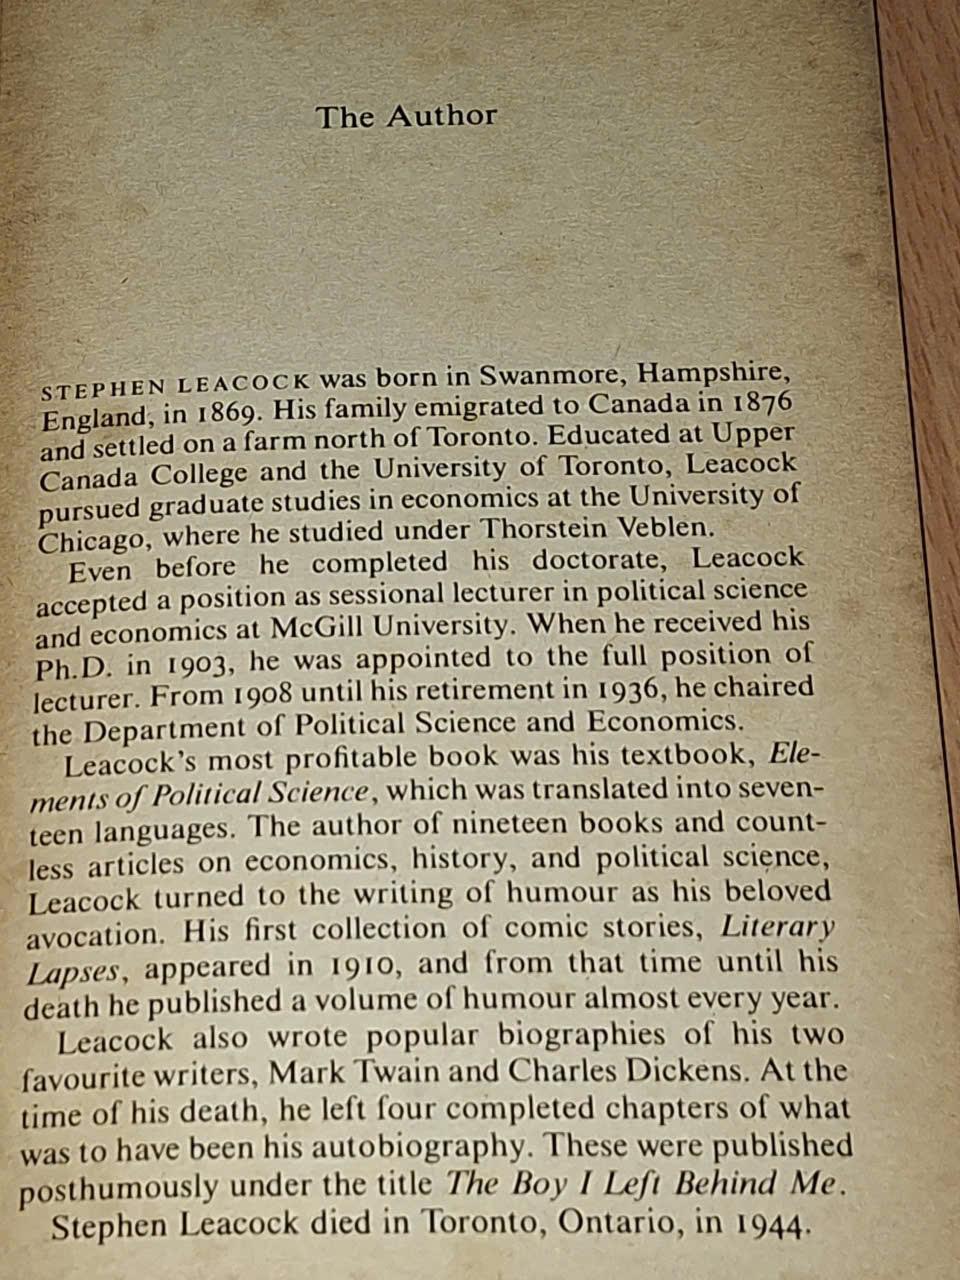 The Author
STEPHEN LEACOCK was born in Swanmore, Hampshire,
England, in 1869. His family emigrated to Canada in 1876
and settled on a farm north of Toronto. Educated at Upper
Canada College and the University of Toronto, Leacock
pursued graduate studies in economics at the University of
Chicago, where he studied under Thorstein Veblen.
Even before he completed his doctorate, Leacock
accepted a position as sessional lecturer in political science
and economics at McGill University. When he received his
Ph.D. in 1903, he was appointed to the full position of
lecturer. From 1908 until his retirement in 1936, he chaired
the Department of Political Science and Economics.
Leacock's most profitable book was his textbook, Ele-
ments of Political Science, which was translated into seven-
teen languages. The author of nineteen books and count-
less articles on economics, history, and political science,
Leacock turned to the writing of humour as his beloved
avocation. His first collection of comic stories, Literary
Lapses, appeared in 1910, and from that time until his
death he published a volume of humour almost every year.
Leacock also wrote popular biographies of his two
favourite writers, Mark Twain and Charles Dickens. At the
time of his death, he left four completed chapters of what
was to have been his autobiography. These were published
posthumously under the title The Boy I Left Behind Me.
Stephen Leacock died in Toronto, Ontario, in 1944.